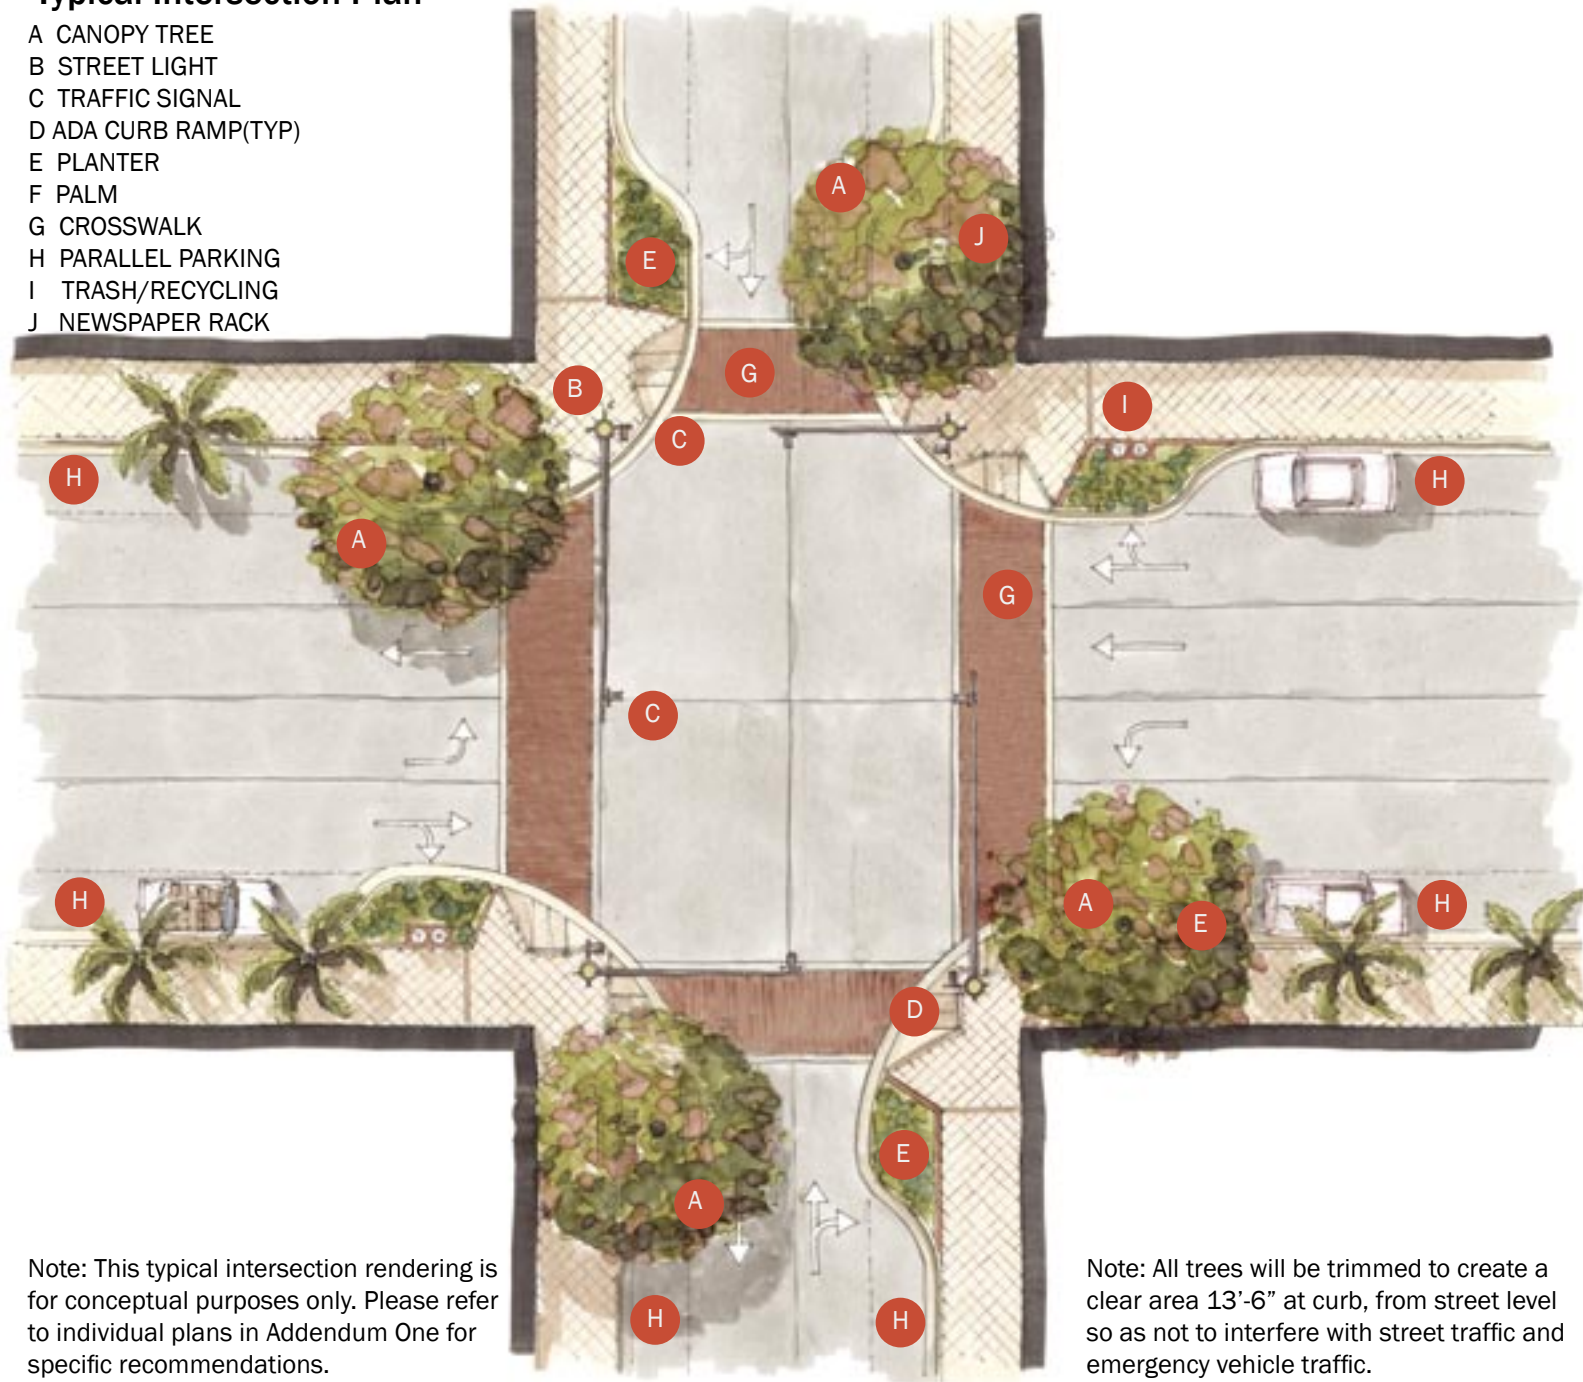 Typical Intersection Plan
A CANOPY TREE
B STREET LIGHT
C TRAFFIC SIGNAL
D ADA CURB RAMP(TYP)
E PLANTER
F PALM
G CROSSWALK
H PARALLEL PARKING
I TRASH/RECYCLING
J NEWSPAPER RACK
A
J
E
G
B
I
C
H
H
A
G
C
H
A
E
H
D
E
A
H
H
Note: This typical intersection rendering is
for conceptual purposes only. Please refer
to individual plans in Addendum One for
specific recommendations.
Note: All trees will be trimmed to create a
clear area 13’-6” at curb, from street level
so as not to interfere with street traffic and
emergency vehicle traffic.